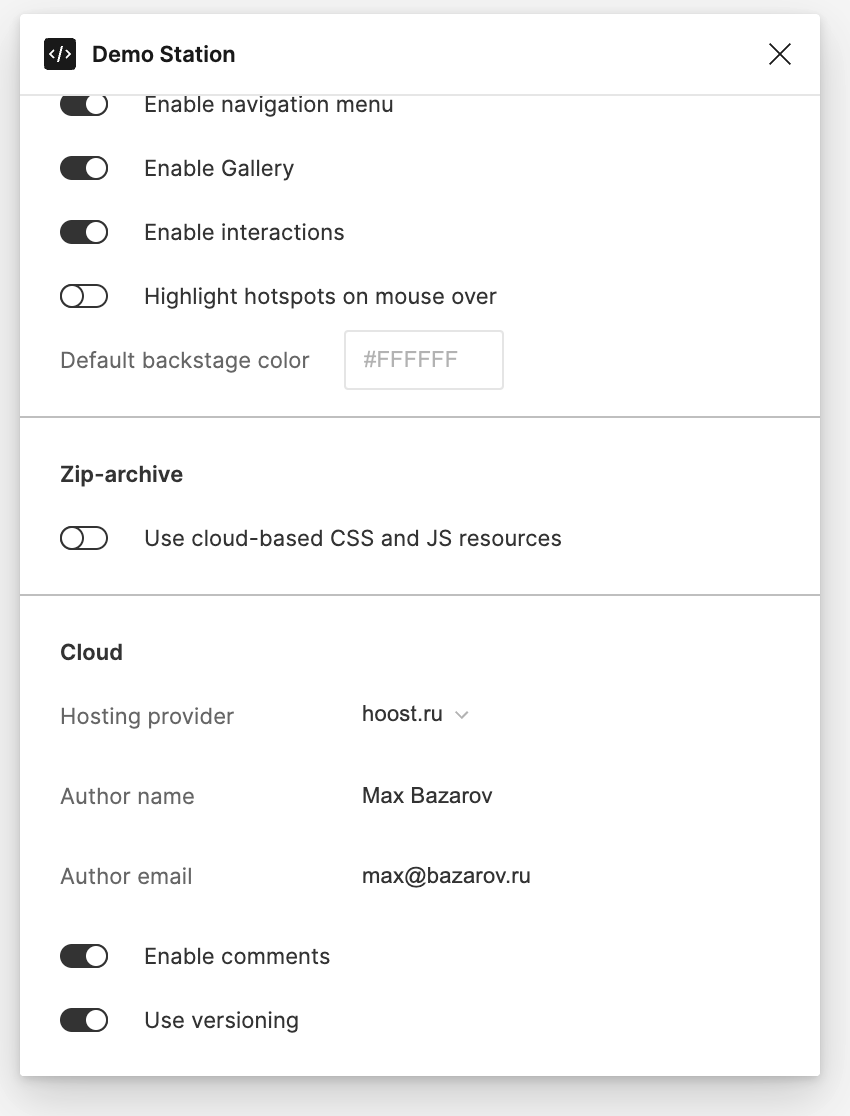 </> Demo Station
Enable navigation menu
Enable Gallery
Enable interactions
Highlight hotspots on mouse over
Default backstage color #FFFFFF
Zip-archive
Use cloud-based CSS and JS resources
Cloud
Hosting provider hoost.ru
Author name Max Bazarov
Author email max@bazarov.ru
Enable comments
Use versioning